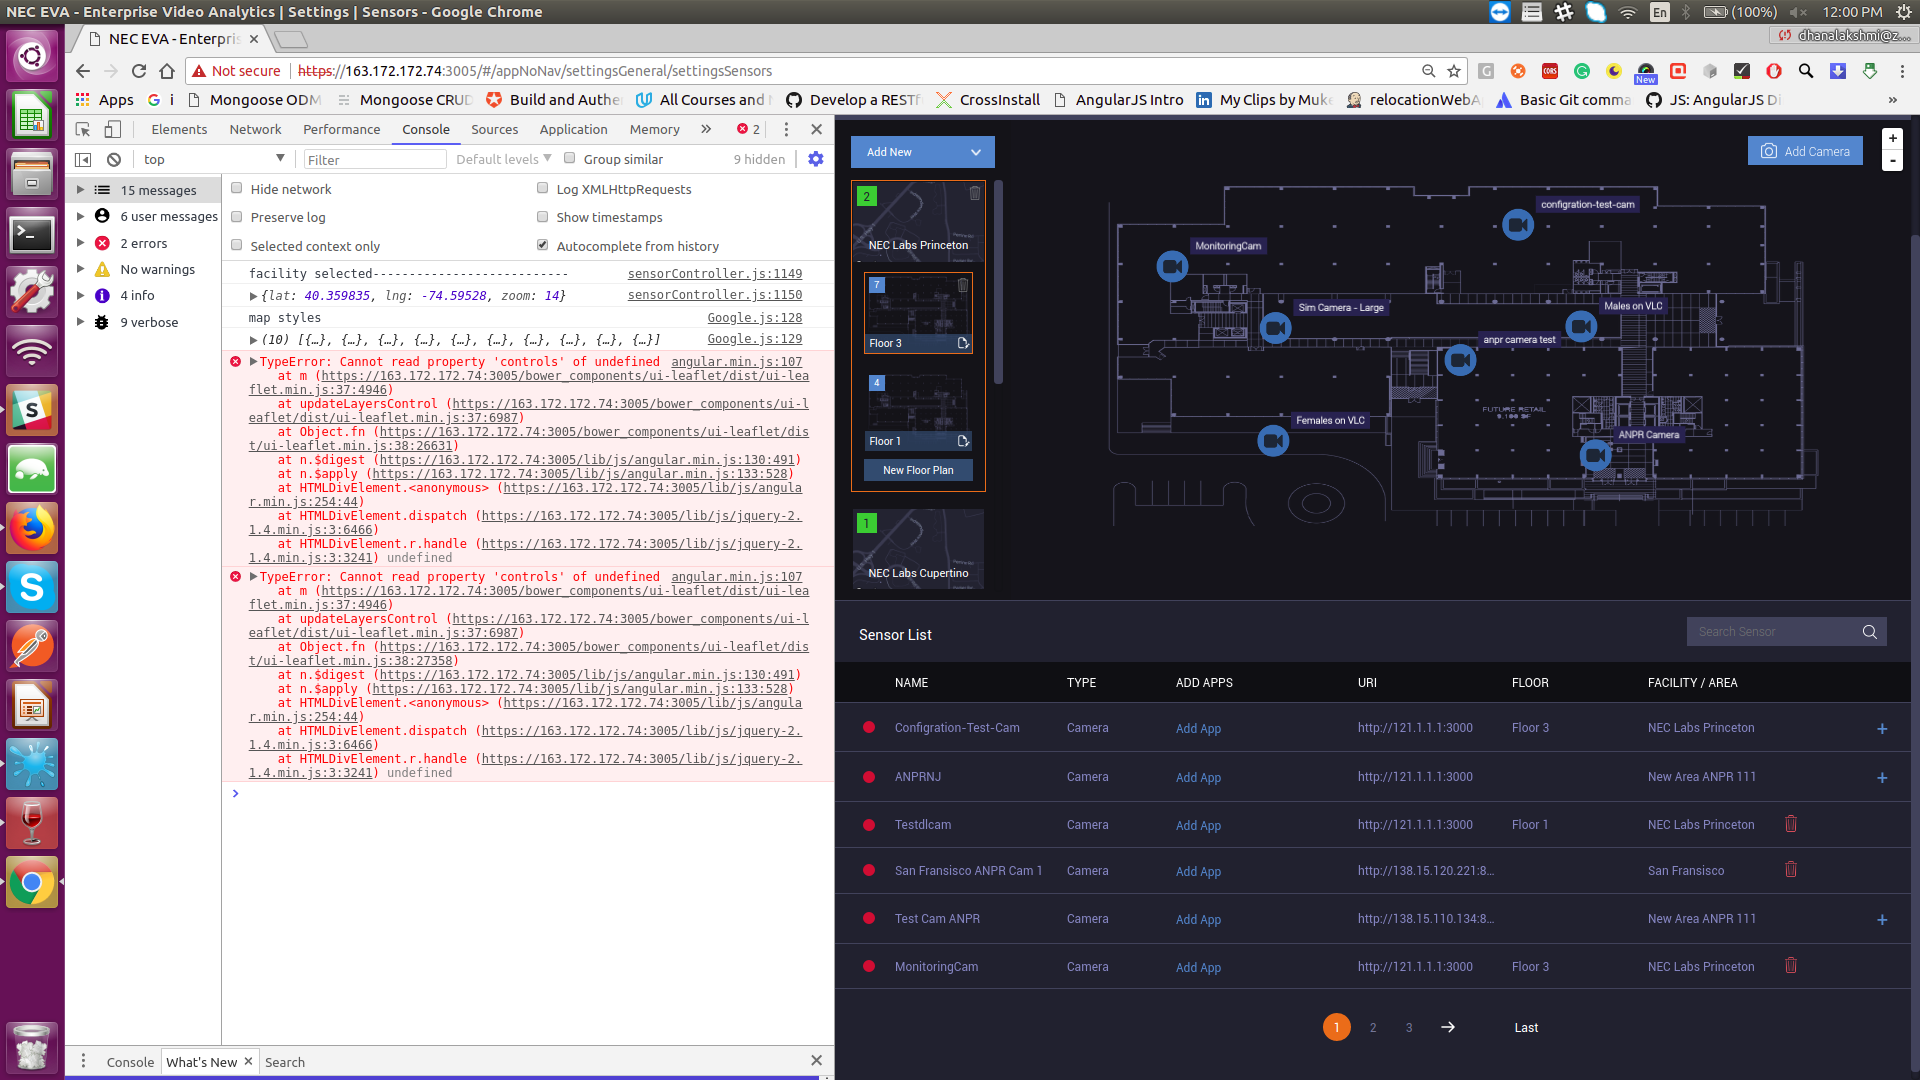 NEC EVA - Enterprise Video Analytics | Settings | Sensors - Google Chrome
En
(100%)
12:00 PM
NEC EVA - Enterpris
dhanalakshmi@z...
Not secure
https://163.172.172.74:3005/#/appNoNav/settingsGeneral/settingsSensors
CORS
New
Apps
i
Mongoose ODM
Mongoose CRUD
Build and Authe
All Courses and
Develop a REST
CrossInstall
AngularJS Intro
My Clips by Muk
relocationWebA
Basic Git comma
JS: AngularJS Di
»
Elements
Network
Performance
Console
Sources
Application
Memory
»
2
top
Filter
Default levels
Group similar
9 hidden
15 messages
6 user messages
2 errors
No warnings
4 info
9 verbose
Hide network
Log XMLHttpRequests
Preserve log
Show timestamps
Selected context only
Autocomplete from history
facility selected---------------------------
sensorController.js:1149
{lat: 40.359835, lng: -74.59528, zoom: 14}
sensorController.js:1150
map styles
Google.js:128
(10) [{…}, {…}, {…}, {…}, {…}, {…}, {…}, {…}, {…}, {…}]
Google.js:129
TypeError: Cannot read property 'controls' of undefined
angular.min.js:107
at m (https://163.172.172.74:3005/bower_components/ui-leaflet/dist/ui-lea
flet.min.js:37:4946)
at updateLayersControl (https://163.172.172.74:3005/bower_components/ui-l
eaflet/dist/ui-leaflet.min.js:37:6987)
at Object.fn (https://163.172.172.74:3005/bower_components/ui-leaflet/dis
t/ui-leaflet.min.js:38:26631)
at n.$digest (https://163.172.172.74:3005/lib/js/angular.min.js:130:491)
at n.$apply (https://163.172.172.74:3005/lib/js/angular.min.js:133:528)
at HTMLDivElement.<anonymous> (https://163.172.172.74:3005/lib/js/angula
r.min.js:254:44)
at HTMLDivElement.dispatch (https://163.172.172.74:3005/lib/js/jquery-2.
1.4.min.js:3:6466)
at HTMLDivElement.r.handle (https://163.172.172.74:3005/lib/js/jquery-2.
1.4.min.js:3:3241) undefined
TypeError: Cannot read property 'controls' of undefined
angular.min.js:107
at m (https://163.172.172.74:3005/bower_components/ui-leaflet/dist/ui-lea
flet.min.js:37:4946)
at updateLayersControl (https://163.172.172.74:3005/bower_components/ui-l
eaflet/dist/ui-leaflet.min.js:37:6987)
at Object.fn (https://163.172.172.74:3005/bower_components/ui-leaflet/dis
t/ui-leaflet.min.js:38:27358)
at n.$digest (https://163.172.172.74:3005/lib/js/angular.min.js:130:491)
at n.$apply (https://163.172.172.74:3005/lib/js/angular.min.js:133:528)
at HTMLDivElement.<anonymous> (https://163.172.172.74:3005/lib/js/angula
r.min.js:254:44)
at HTMLDivElement.dispatch (https://163.172.172.74:3005/lib/js/jquery-2.
1.4.min.js:3:6466)
at HTMLDivElement.r.handle (https://163.172.172.74:3005/lib/js/jquery-2.
1.4.min.js:3:3241) undefined
Console
What's New
Search
Add New
2
NEC Labs Princeton
7
Floor 3
4
Floor 1
New Floor Plan
1
NEC Labs Cupertino
Add Camera
+
-
configration-test-cam
MonitoringCam
Sim Camera - Large
Males on VLC
anpr camera test
FUTURE RETAIL
9,100 SF
Females on VLC
ANPR Camera
Sensor List
Search Sensor
NAME TYPE ADD APPS URI FLOOR FACILITY / AREA
Configration-Test-Cam Camera Add App http://121.1.1.1:3000 Floor 3 NEC Labs Princeton +
ANPRNJ Camera Add App http://121.1.1.1:3000 New Area ANPR 111 +
Testdlcam Camera Add App http://121.1.1.1:3000 Floor 1 NEC Labs Princeton
San Fransisco ANPR Cam 1 Camera Add App http://138.15.120.221:8... San Fransisco
Test Cam ANPR Camera Add App http://138.15.110.134:8... New Area ANPR 111 +
MonitoringCam Camera Add App http://121.1.1.1:3000 Floor 3 NEC Labs Princeton
1 2 3 → Last